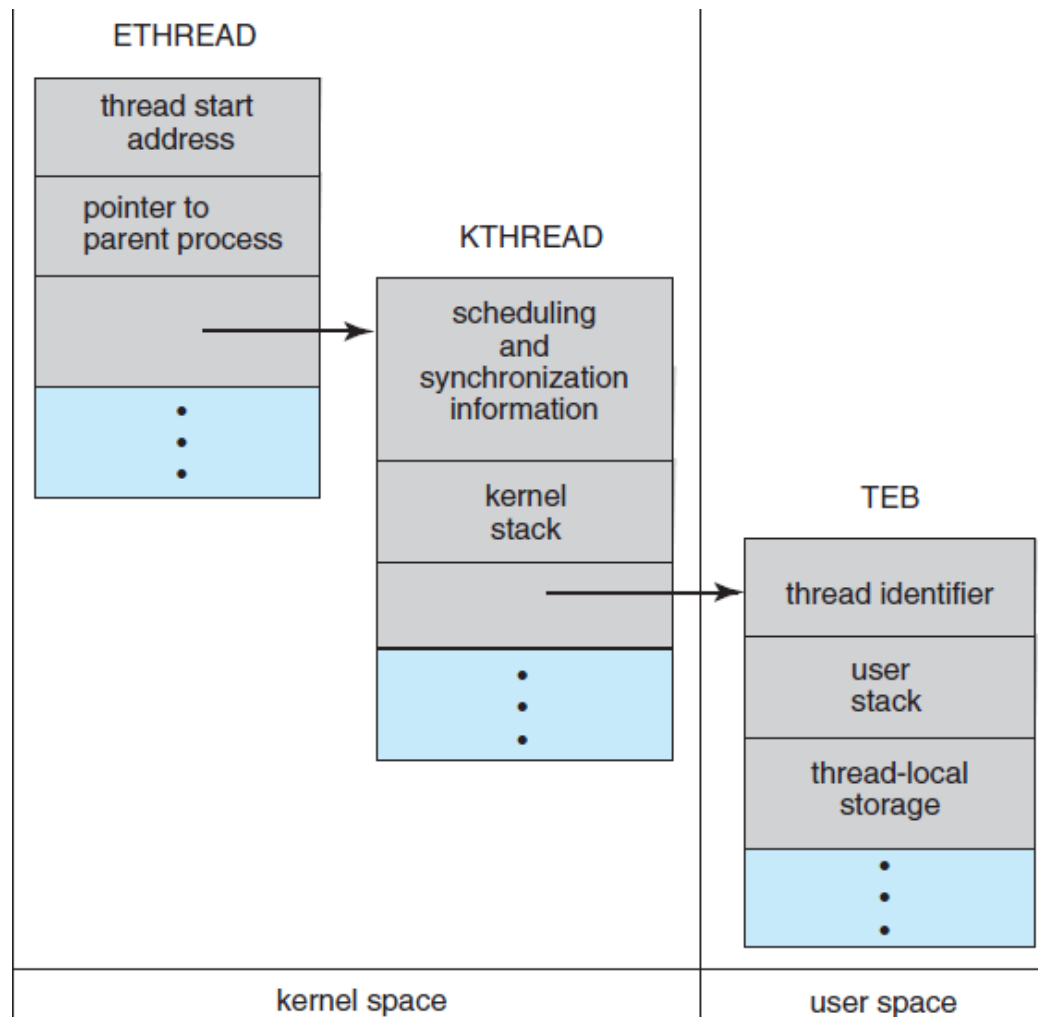 ETHREAD
thread start
address
pointer to
parent process
KTHREAD
scheduling
and
synchronization
information
kernel
stack
TEB
thread identifier
user
stack
thread-local
storage
kernel space
user space